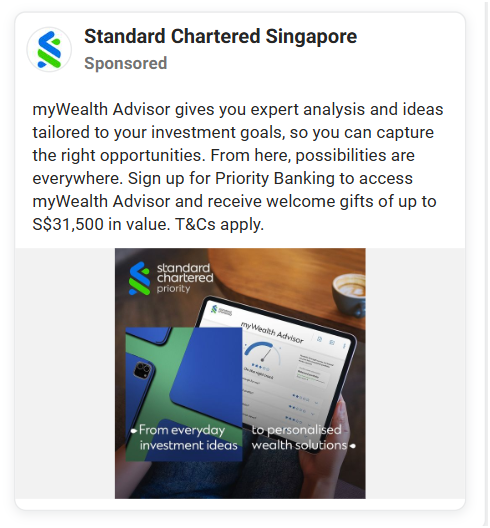 Standard Chartered Singapore
Sponsored
myWealth Advisor gives you expert analysis and ideas
tailored to your investment goals, so you can capture
the right opportunities. From here, possibilities are
everywhere. Sign up for Priority Banking to access
myWealth Advisor and receive welcome gifts of up to
S$31,500 in value. T&Cs apply.
standard
chartered
priority
myWealth Advisor
From everyday
investment ideas
to personalised
wealth solutions